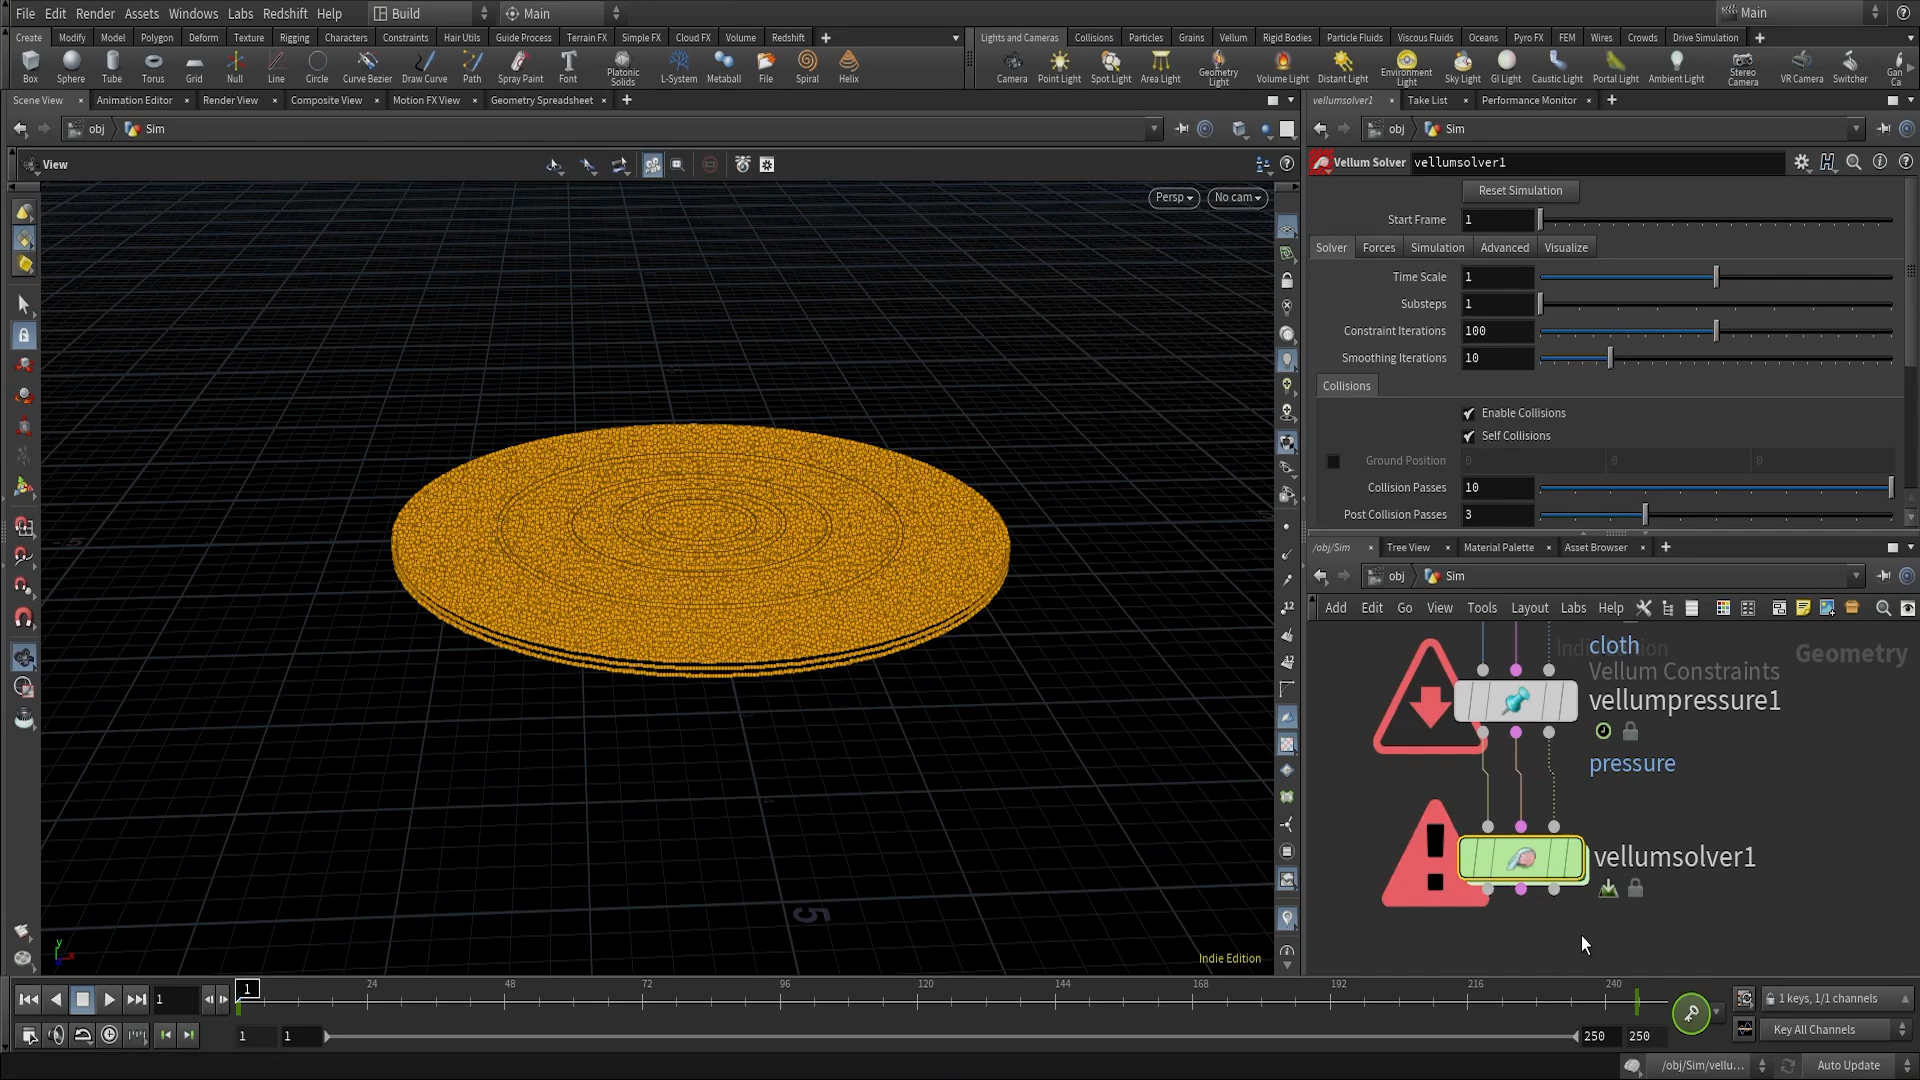 File Edit Render Assets Windows Labs Redshift Help Build Main Main
Create Modify Model Polygon Deform Texture Rigging Characters Constraints Hair Utils Guide Process Terrain FX Simple FX Cloud FX Volume Redshift
Lights and Cameras Collisions Particles Grains Vellum Rigid Bodies Particle Fluids Viscous Fluids Oceans Pyro FX FEM Wires Crowds Drive Simulation
Box Sphere Tube Torus Grid Null Line Circle Curve Bezier Draw Curve Path Spray Paint Font Platonic Solids L-System Metaball File Spiral Helix
Camera Point Light Spot Light Area Light Geometry Light Volume Light Distant Light Environment Light Sky Light GI Light Caustic Light Portal Light Ambient Light Stereo Camera VR Camera Switcher Gan Ca
Scene View Animation Editor Render View Composite View Motion FX View Geometry Spreadsheet
obj Sim
View
Persp No cam
5
Indie Edition
vellumsolver1 Take List Performance Monitor
obj Sim
Vellum Solver vellumsolver1
Reset Simulation
Start Frame 1
Solver Forces Simulation Advanced Visualize
Time Scale 1
Substeps 1
Constraint Iterations 100
Smoothing Iterations 10
Collisions
Enable Collisions
Self Collisions
Ground Position 0 0 0
Collision Passes 10
Post Collision Passes 3
/obj/Sim Tree View Material Palette Asset Browser
obj Sim
Add Edit Go View Tools Layout Labs Help
cloth
Geometry
Vellum Constraints
vellumpressure1
pressure
vellumsolver1
1 1 24 48 72 96 120 144 168 192 216 240
1 keys, 1/1 channels
1 1 250 250
Key All Channels
/obj/Sim/vellu... Auto Update